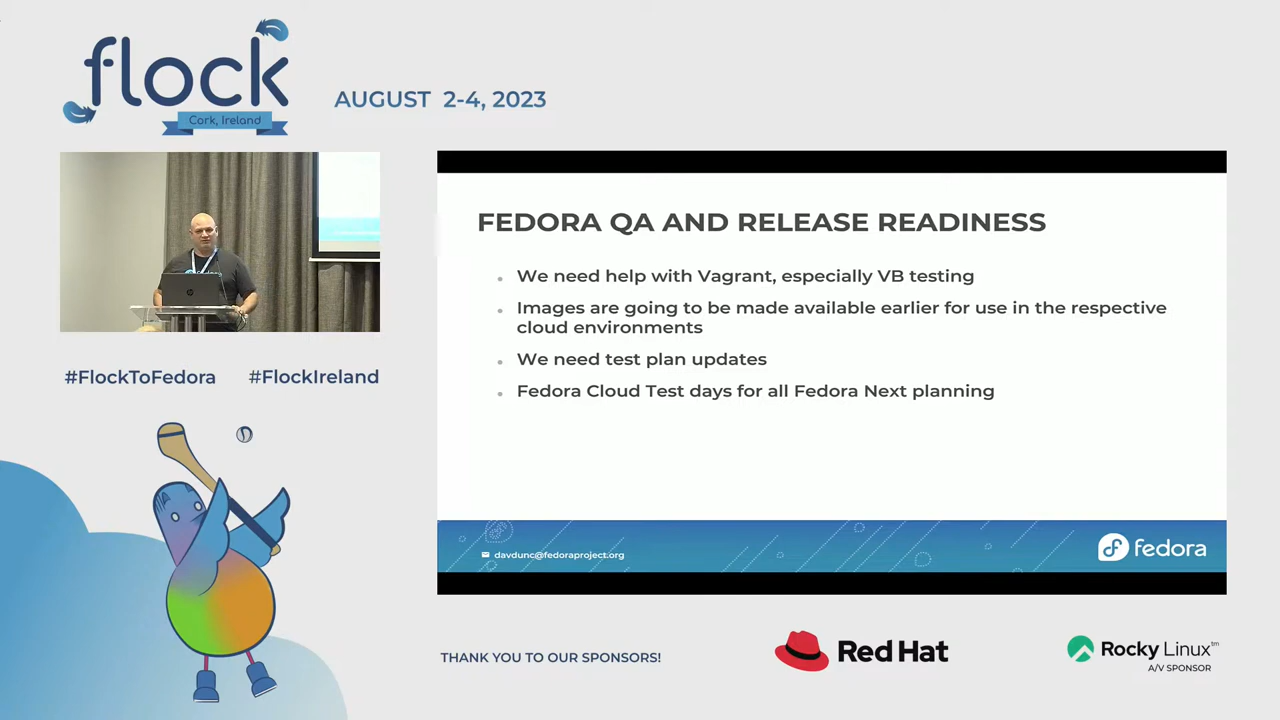 flock
Cork, Ireland
AUGUST 2-4, 2023
FEDORA QA AND RELEASE READINESS
We need help with Vagrant, especially VB testing
Images are going to be made available earlier for use in the respective
cloud environments
We need test plan updates
Fedora Cloud Test days for all Fedora Next planning
davdunc@fedoraproject.org
fedora
#FlockToFedora #FlockIreland
THANK YOU TO OUR SPONSORS!
Red Hat
Rocky Linux™
A/V SPONSOR